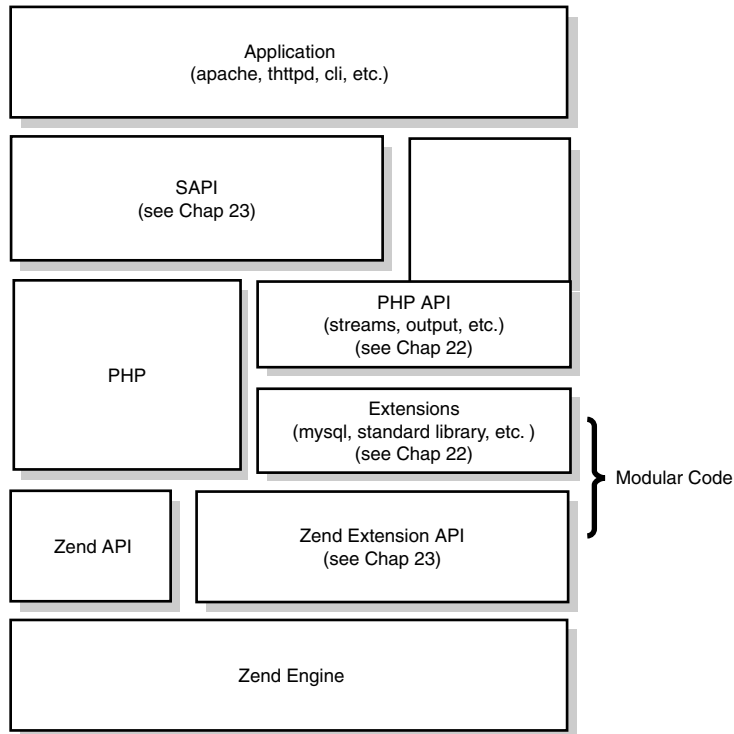 Application
(apache, thttpd, cli, etc.)
SAPI
(see Chap 23)
PHP API
(streams, output, etc.)
(see Chap 22)
PHP
Extensions
(mysql, standard library, etc. )
(see Chap 22)
Modular Code
Zend API
Zend Extension API
(see Chap 23)
Zend Engine